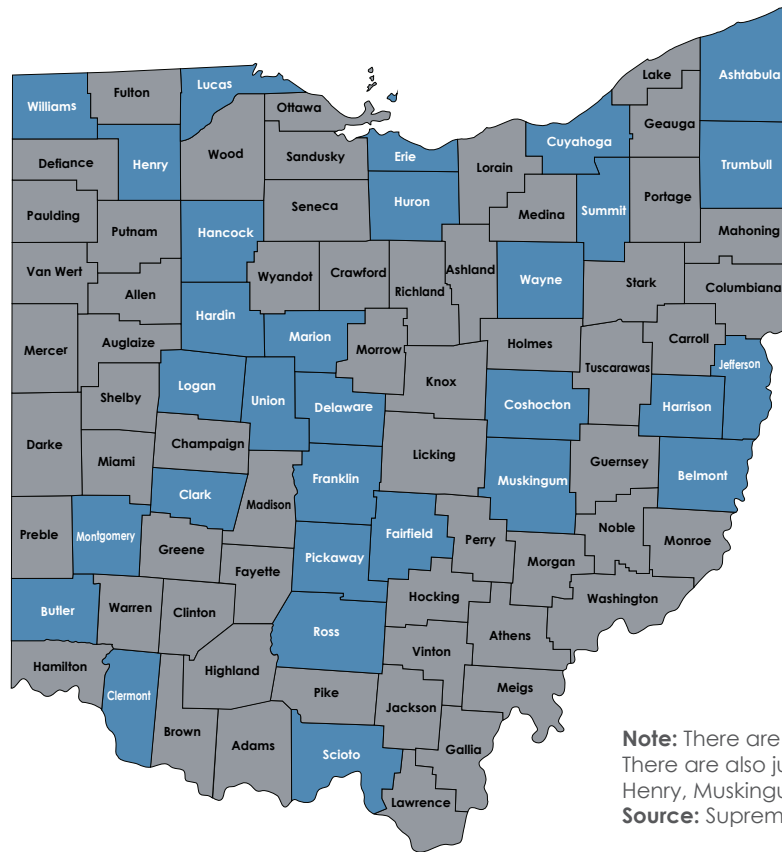 Lake
Ashtabula
Lucas
Williams
Fulton
Ottawa
Geauga
Cuyahoga
Erie
Wood
Sandusky
Defiance
Henry
Lorain
Trumbull
Portage
Huron
Seneca
Medina
Summit
Paulding
Putnam
Hancock
Mahoning
Van Wert
Wyandot
Crawford
Ashland
Wayne
Stark
Columbiana
Richland
Allen
Hardin
Marion
Carroll
Mercer
Auglaize
Morrow
Holmes
Tuscarawas
Jefferson
Logan
Knox
Shelby
Union
Delaware
Coshocton
Harrison
Darke
Champaign
Licking
Miami
Guernsey
Franklin
Muskingum
Belmont
Clark
Madison
Noble
Preble
Montgomery
Fairfield
Perry
Monroe
Greene
Pickaway
Morgan
Fayette
Hocking
Washington
Butler
Warren
Clinton
Ross
Athens
Vinton
Hamilton
Highland
Meigs
Clermont
Pike
Jackson
Brown
Adams
Scioto
Gallia
Lawrence
Note: There are
There are also ju
Henry, Muskingu
Source: Suprem